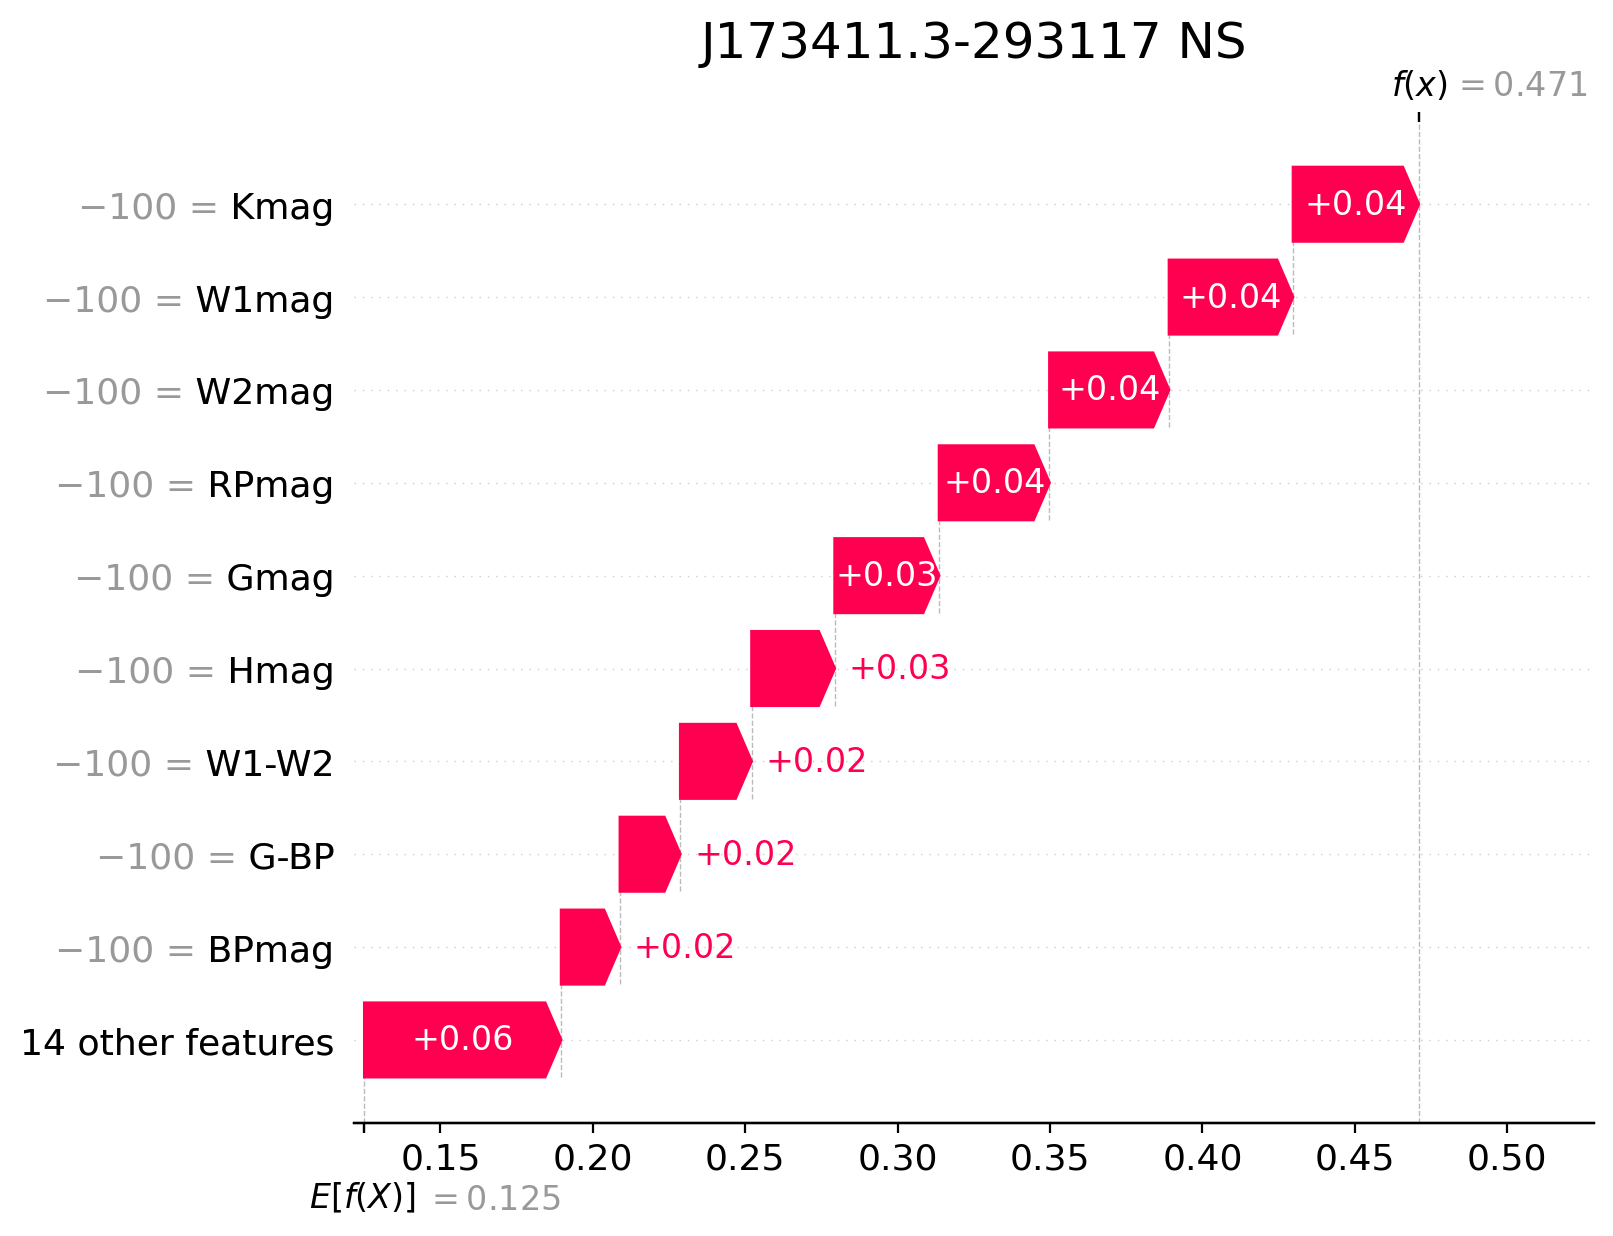 J173411.3-293117 NS
f(x) = 0.471
−100 = Kmag
+0.04
−100 = W1mag
+0.04
−100 = W2mag
+0.04
−100 = RPmag
+0.04
−100 = Gmag
+0.03
−100 = Hmag
+0.03
−100 = W1-W2
+0.02
−100 = G-BP
+0.02
−100 = BPmag
+0.02
14 other features
+0.06
0.15 0.20 0.25 0.30 0.35 0.40 0.45 0.50
E[f(X)] = 0.125